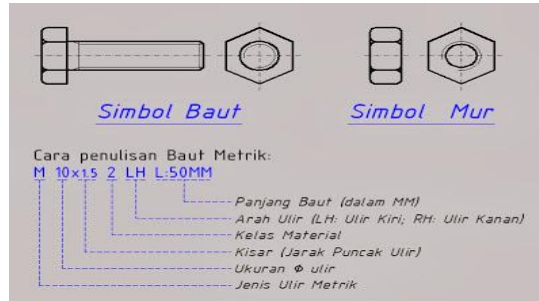 Simbol Baut
Simbol Mur
Cara penulisan Baut Metrik:
M 10x1.5 2 LH L:50MM
Panjang Baut (dalam MM)
Arah Ulir (LH: Ulir Kiri; RH: Ulir Kanan)
Kelas Material
Kisar (Jarak Puncak Ulir)
Ukuran Φ ulir
Jenis Ulir Metrik